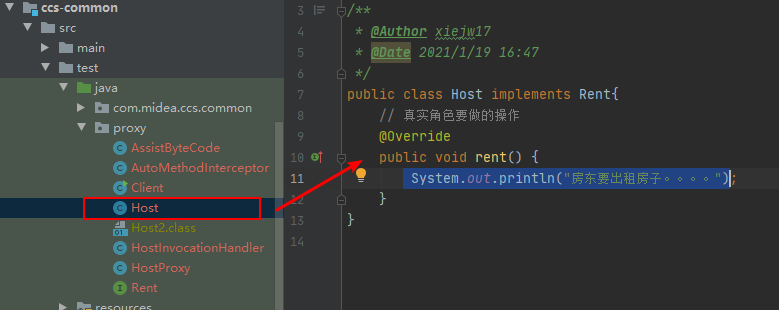 ccs-common
src
main
test
java
com.midea.ccs.common
proxy
AssistByteCode
AutoMethodInterceptor
Client
Host
Host2.class
HostInvocationHandler
HostProxy
Rent
resources
3 /**
4 * @Author xiejw17
5 * @Date 2021/1/19 16:47
6 */
7 public class Host implements Rent{
8 // 真实角色要做的操作
9 @Override
10 public void rent() {
11 System.out.println("房东要出租房子。。。。");
12 }
13 }
14